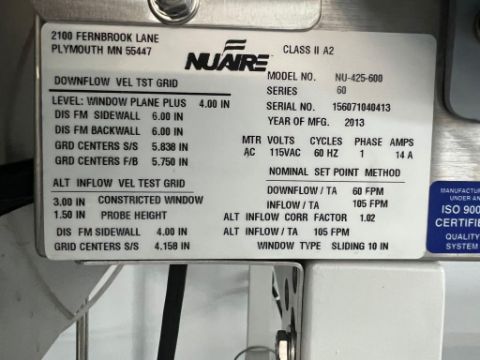 2100 FERNBROOK LANE
PLYMOUTH MN 55447
NUAIRE
CLASS II A2
DOWNFLOW VEL TST GRID
LEVEL: WINDOW PLANE PLUS 4.00 IN
DIS FM SIDEWALL 6.00 IN
DIS FM BACKWALL 6.00 IN
GRD CENTERS S/S 5.838 IN
GRD CENTERS F/B 5.750 IN
ALT INFLOW VEL TEST GRID
3.00 IN CONSTRICTED WINDOW
1.50 IN PROBE HEIGHT
DIS FM SIDEWALL 4.00 IN
GRID CENTERS S/S 4.158 IN
MODEL NO. NU-425-600
SERIES 60
SERIAL NO. 156071040413
YEAR OF MFG. 2013
MTR VOLTS CYCLES PHASE AMPS
AC 115VAC 60 HZ 1 14 A
NOMINAL SET POINT METHOD
DOWNFLOW / TA 60 FPM
INFLOW / TA 105 FPM
ALT INFLOW CORR FACTOR 1.02
ALT INFLOW / TA 105 FPM
WINDOW TYPE SLIDING 10 IN
MANUFACTUR
UNDER AN
ISO 900
CERTIFIE
QUALITY
SYSTEM